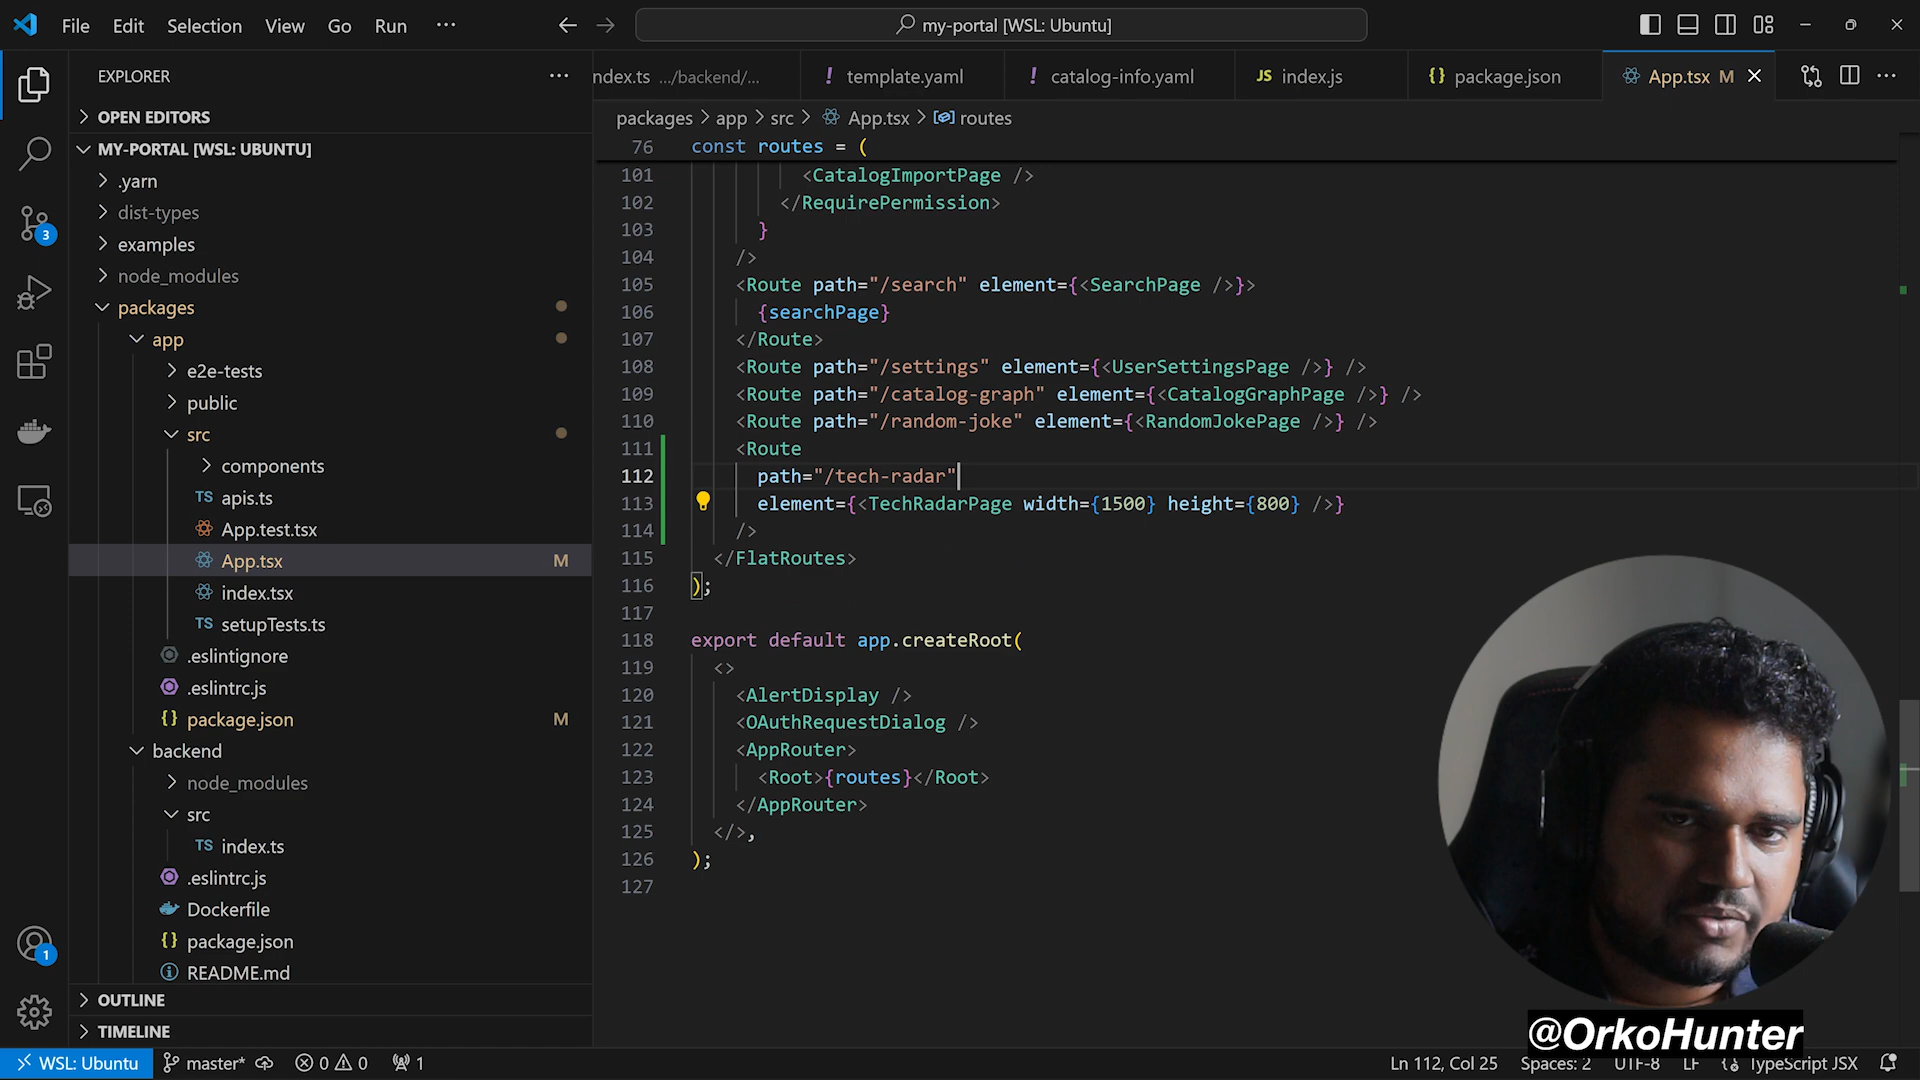 File Edit Selection View Go Run ···
my-portal [WSL: Ubuntu]
EXPLORER
OPEN EDITORS
MY-PORTAL [WSL: UBUNTU]
.yarn
dist-types
examples
node_modules
packages
app
e2e-tests
public
src
components
TS apis.ts
App.test.tsx
App.tsx M
index.tsx
TS setupTests.ts
.eslintignore
.eslintrc.js
{} package.json M
backend
node_modules
src
TS index.ts
.eslintrc.js
Dockerfile
{} package.json
README.md
OUTLINE
TIMELINE
3
1
ndex.ts .../backend/... ! template.yaml ! catalog-info.yaml JS index.js {} package.json App.tsx M
packages > app > src > App.tsx > routes
76 const routes = (
101 <CatalogImportPage />
102 </RequirePermission>
103 }
104 />
105 <Route path="/search" element={<SearchPage />}>
106 {searchPage}
107 </Route>
108 <Route path="/settings" element={<UserSettingsPage />} />
109 <Route path="/catalog-graph" element={<CatalogGraphPage />} />
110 <Route path="/random-joke" element={<RandomJokePage />} />
111 <Route
112 path="/tech-radar"
113 element={<TechRadarPage width={1500} height={800} />}
114 />
115 </FlatRoutes>
116 );
117
118 export default app.createRoot(
119 <>
120 <AlertDisplay />
121 <OAuthRequestDialog />
122 <AppRouter>
123 <Root>{routes}</Root>
124 </AppRouter>
125 </>,
126 );
127
@OrkoHunter
WSL: Ubuntu master* 0 0 1 Ln 112, Col 25 Spaces: 2 UTF-8 LF TypeScript JSX